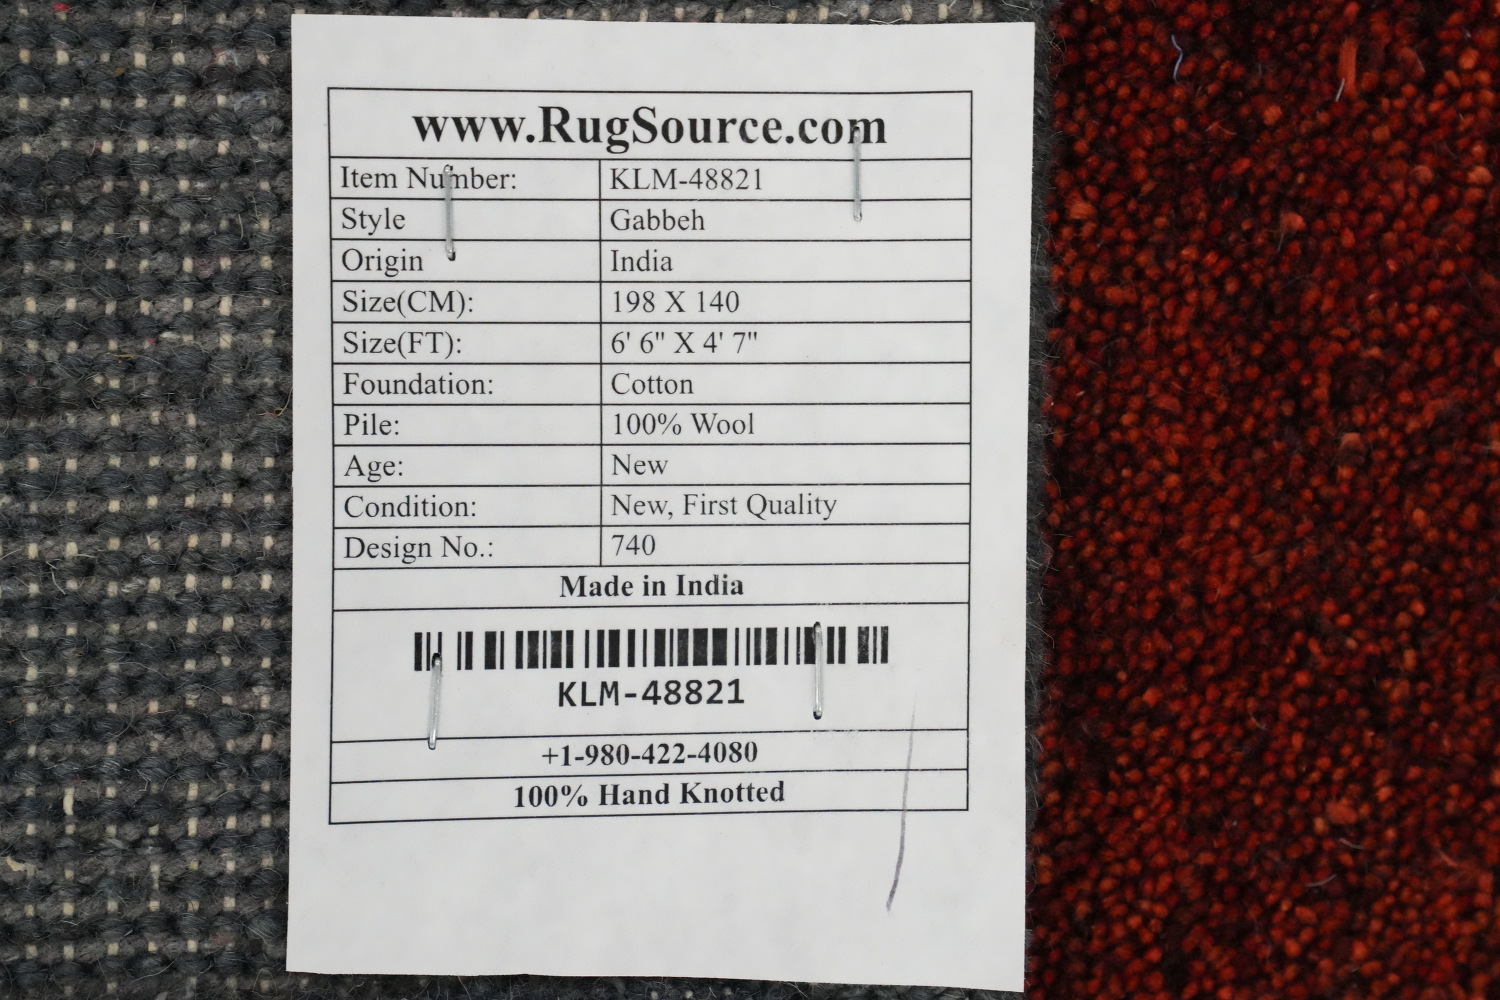 www.RugSource.com
Item Number: KLM-48821
Style Gabbeh
Origin India
Size(CM): 198 X 140
Size(FT): 6' 6" X 4' 7"
Foundation: Cotton
Pile: 100% Wool
Age: New
Condition: New, First Quality
Design No.: 740
Made in India
KLM-48821
+1-980-422-4080
100% Hand Knotted